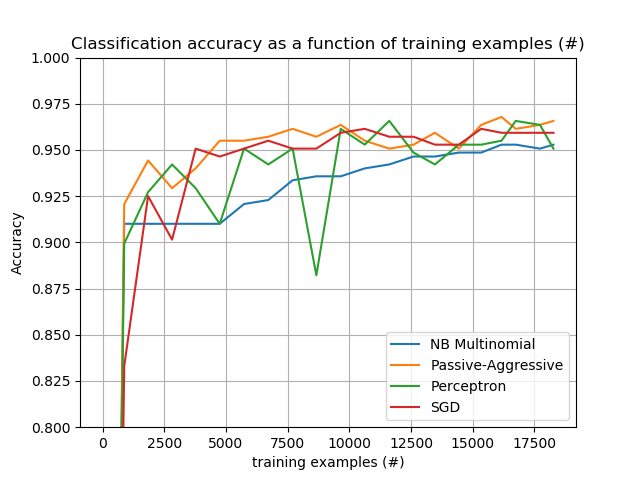 Classification accuracy as a function of training examples (#)
1.000
0.975
0.950
0.925
0.900
0.875
0.850
0.825
0.800
Accuracy
NB Multinomial
Passive-Aggressive
Perceptron
SGD
0 2500 5000 7500 10000 12500 15000 17500
training examples (#)